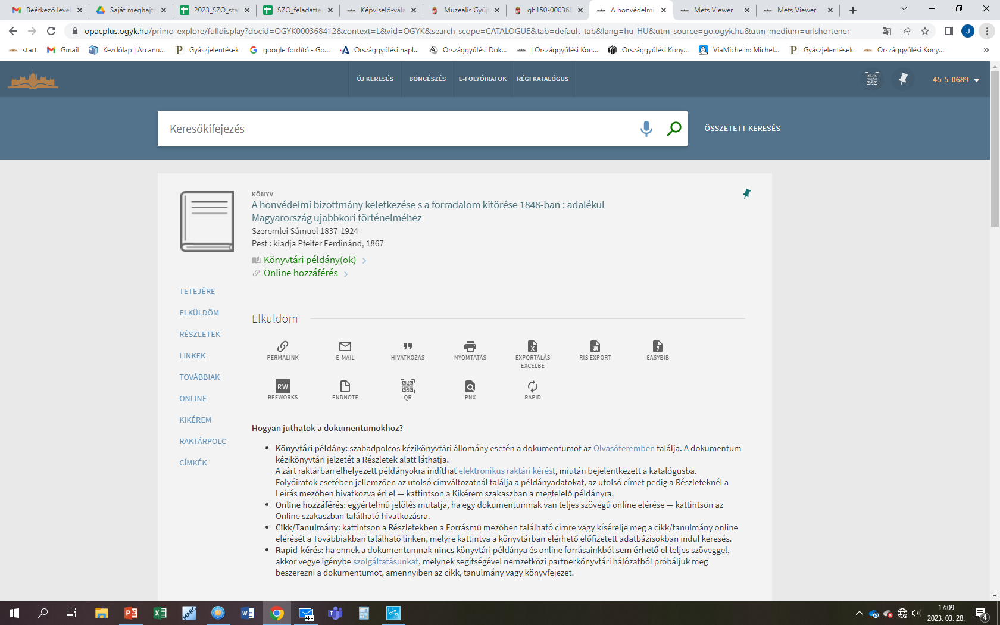 Beérkező levele
Saját meghajtó
2023_SZO_stat
SZO_feladatter
Képviselő-vála
Muzeális Gyűjt
gh150-000368
A honvédelmi
Mets Viewer
Mets Viewer
opacplus.ogyk.hu/primo-explore/fulldisplay?docid=OGYK000368412&context=L&vid=OGYK&search_scope=CATALOGUE&tab=default_tab&lang=hu_HU&utm_source=go.ogyk.hu&utm_medium=urlshortener
J
start
Gmail
Kezdőlap | Arcanu...
Gyászjelentések
google fordító - Go...
Országgyűlési napl...
Országgyűlési Dok...
| Országgyűlési Kön...
Országgyűlési Köny...
ViaMichelin: Michel...
Gyászjelentések
Országgyűlési Köny...
»
ÚJ KERESÉS
BÖNGÉSZÉS
E-FOLYÓIRATOK
RÉGI KATALÓGUS
45-5-0689
Keresőkifejezés
ÖSSZETETT KERESÉS
KÖNYV
A honvédelmi bizottmány keletkezése s a forradalom kitörése 1848-ban : adalékul
Magyarország ujabbkori történelméhez
Szeremlei Sámuel 1837-1924
Pest : kiadja Pfeifer Ferdinánd, 1867
Könyvtári példány(ok)
Online hozzáférés
TETEJÉRE
ELKÜLDÖM
RÉSZLETEK
LINKEK
TOVÁBBIAK
ONLINE
KIKÉREM
RAKTÁRPOLC
CÍMKÉK
Elküldöm
PERMALINK
E-MAIL
HIVATKOZÁS
NYOMTATÁS
EXPORTÁLÁS
EXCELBE
RIS EXPORT
EASYBIB
RW
REFWORKS
ENDNOTE
QR
PNX
RAPID
Hogyan juthatok a dokumentumokhoz?
• Könyvtári példány: szabadpolcos kézikönyvtári állomány esetén a dokumentumot az Olvasóteremben találja. A dokumentum
kézikönyvtári jelzetét a Részletek alatt láthatja.
A zárt raktárban elhelyezett példányokra indíthat elektronikus raktári kérést, miután bejelentkezett a katalógusba.
Folyóiratok esetében jellemzően az utolsó címváltozatnál találja a példányadatokat, az utolsó címet pedig a Részleteknél a
Leírás mezőben hivatkozva éri el — kattintson a Kikérem szakaszban a megfelelő példányra.
• Online hozzáférés: egyértelmű jelölés mutatja, ha egy dokumentumnak van teljes szövegű online elérése — kattintson az
Online szakaszban található hivatkozásra.
• Cikk/Tanulmány: kattintson a Részletekben a Forrásmű mezőben található címre vagy kísérelje meg a cikk/tanulmány online
elérését a Továbbiakban található linken, melyre kattintva a könyvtárban elérhető előfizetett adatbázisokban indul keresés.
• Rapid-kérés: ha ennek a dokumentumnak nincs könyvtári példánya és online forrásainkból sem érhető el teljes szöveggel,
akkor vegye igénybe szolgáltatásunkat, melynek segítségével nemzetközi partnerkönyvtári hálózatból próbáljuk meg
beszerezni a dokumentumot, amennyiben az cikk, tanulmány vagy könyvfejezet.
MARC
4k+
17:09
2023. 03. 28.
4